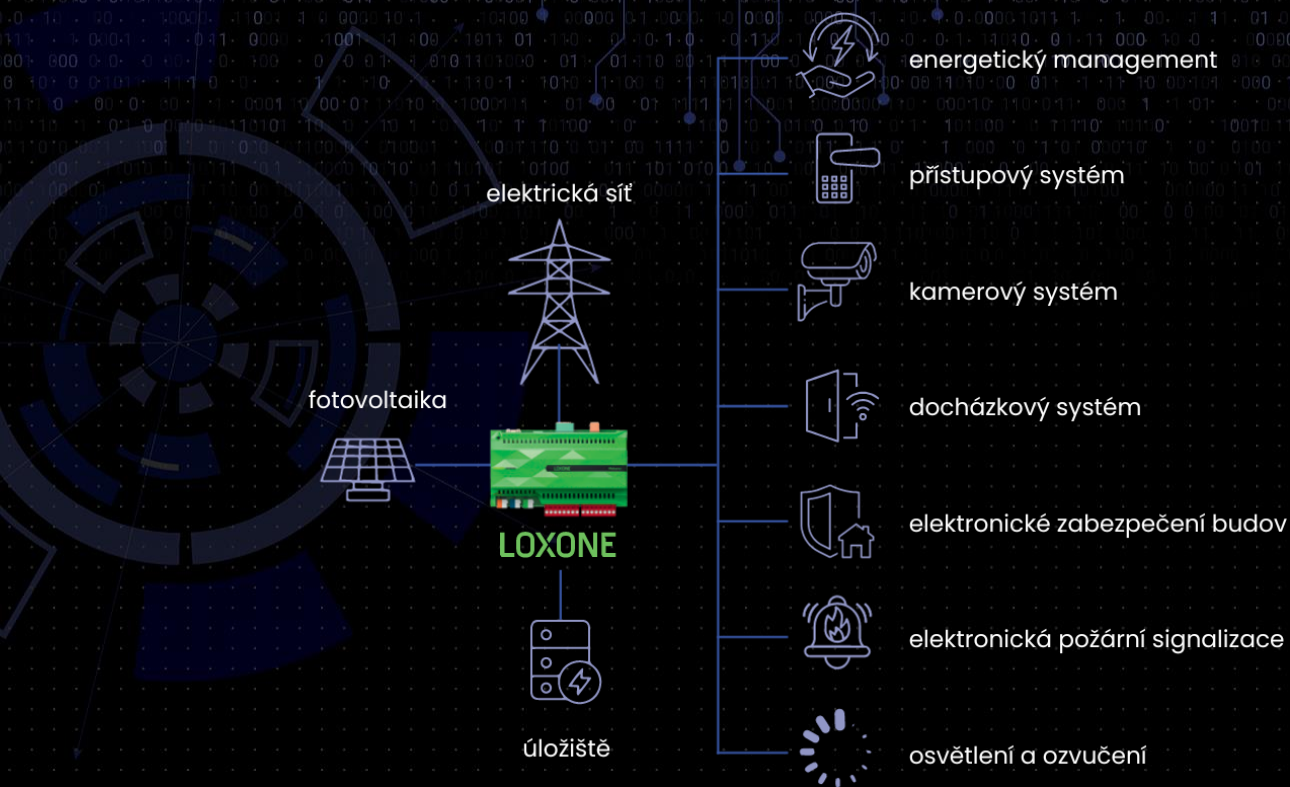 energetický management
přístupový systém
elektrická síť
kamerový systém
fotovoltaika
docházkový systém
LOXONE
elektronické zabezpečení budov
elektronická požární signalizace
úložiště
osvětlení a ozvučení